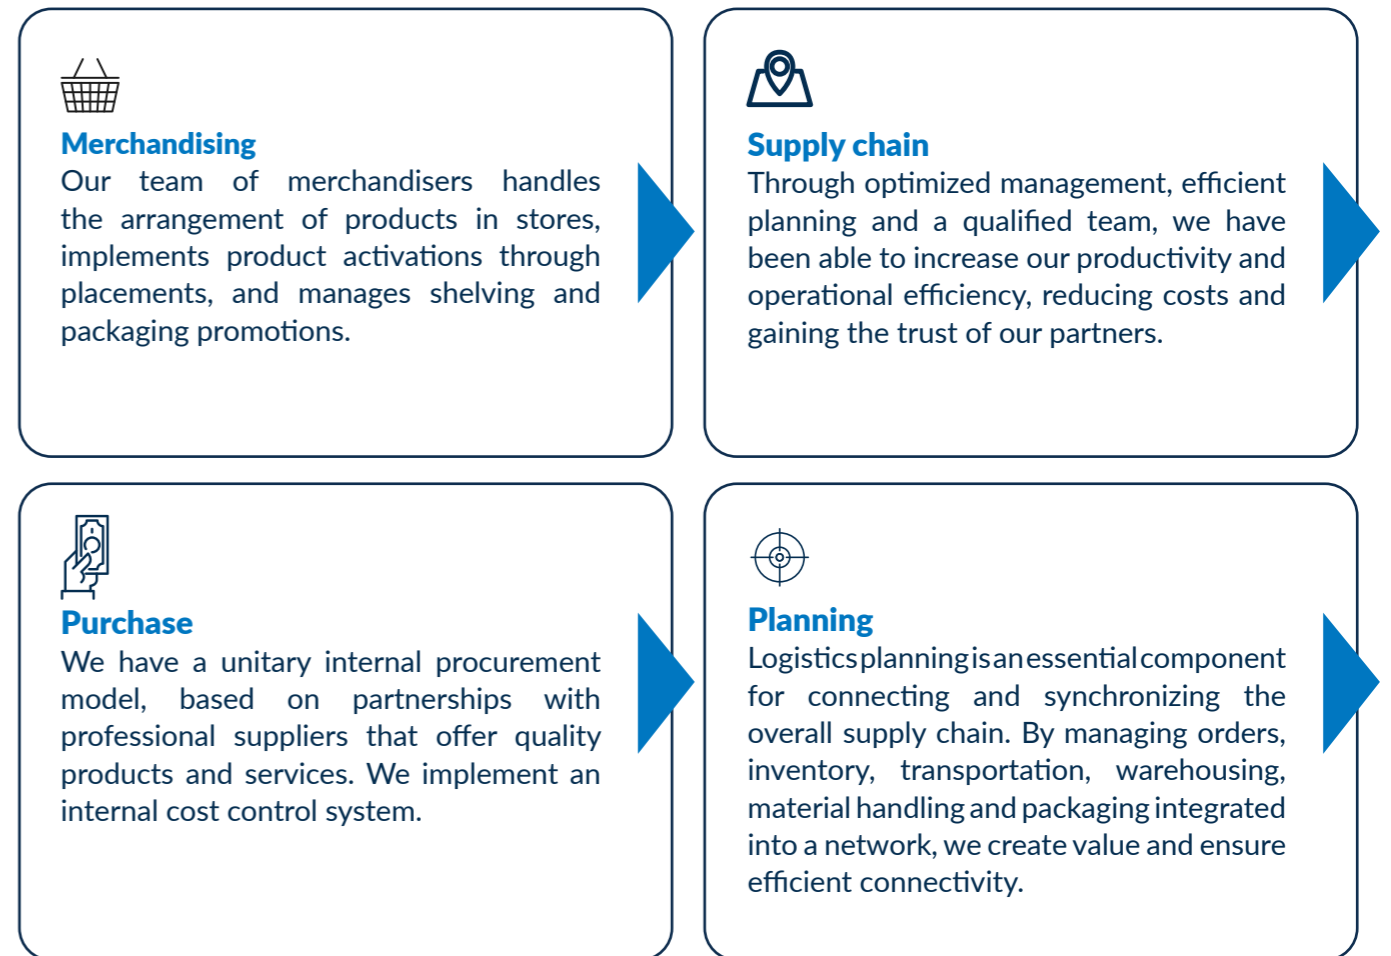 Merchandising
Our team of merchandisers handles
the arrangement of products in stores,
implements product activations through
placements, and manages shelving and
packaging promotions.
Supply chain
Through optimized management, efficient
planning and a qualified team, we have
been able to increase our productivity and
operational efficiency, reducing costs and
gaining the trust of our partners.
Purchase
We have a unitary internal procurement
model, based on partnerships with
professional suppliers that offer quality
products and services. We implement an
internal cost control system.
Planning
Logistics planning is an essential component
for connecting and synchronizing the
overall supply chain. By managing orders,
inventory, transportation, warehousing,
material handling and packaging integrated
into a network, we create value and ensure
efficient connectivity.